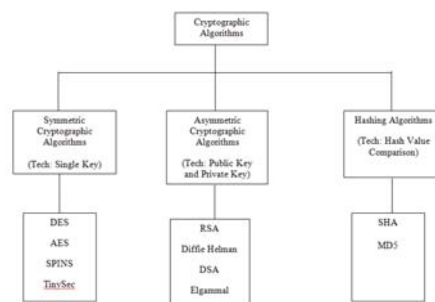 Cryptographic
Algorithms
Symmetric
Cryptographic
Algorithms
(Tech: Single Key)
Asymmetric
Cryptographic
Algorithms
(Tech: Public Key
and Private Key)
Hashing Algorithms
(Tech: Hash Value
Comparison)
DES
AES
SPINS
TinySec
RSA
Diffie Helman
DSA
Elgammal
SHA
MD5